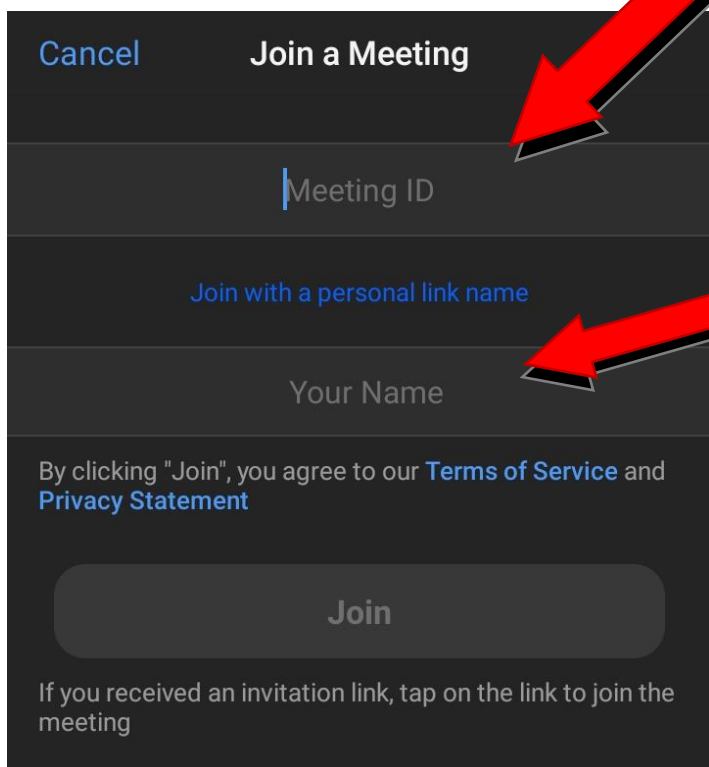 Cancel Join a Meeting
Meeting ID
Join with a personal link name
Your Name
By clicking "Join", you agree to our Terms of Service and
Privacy Statement
Join
If you received an invitation link, tap on the link to join the
meeting